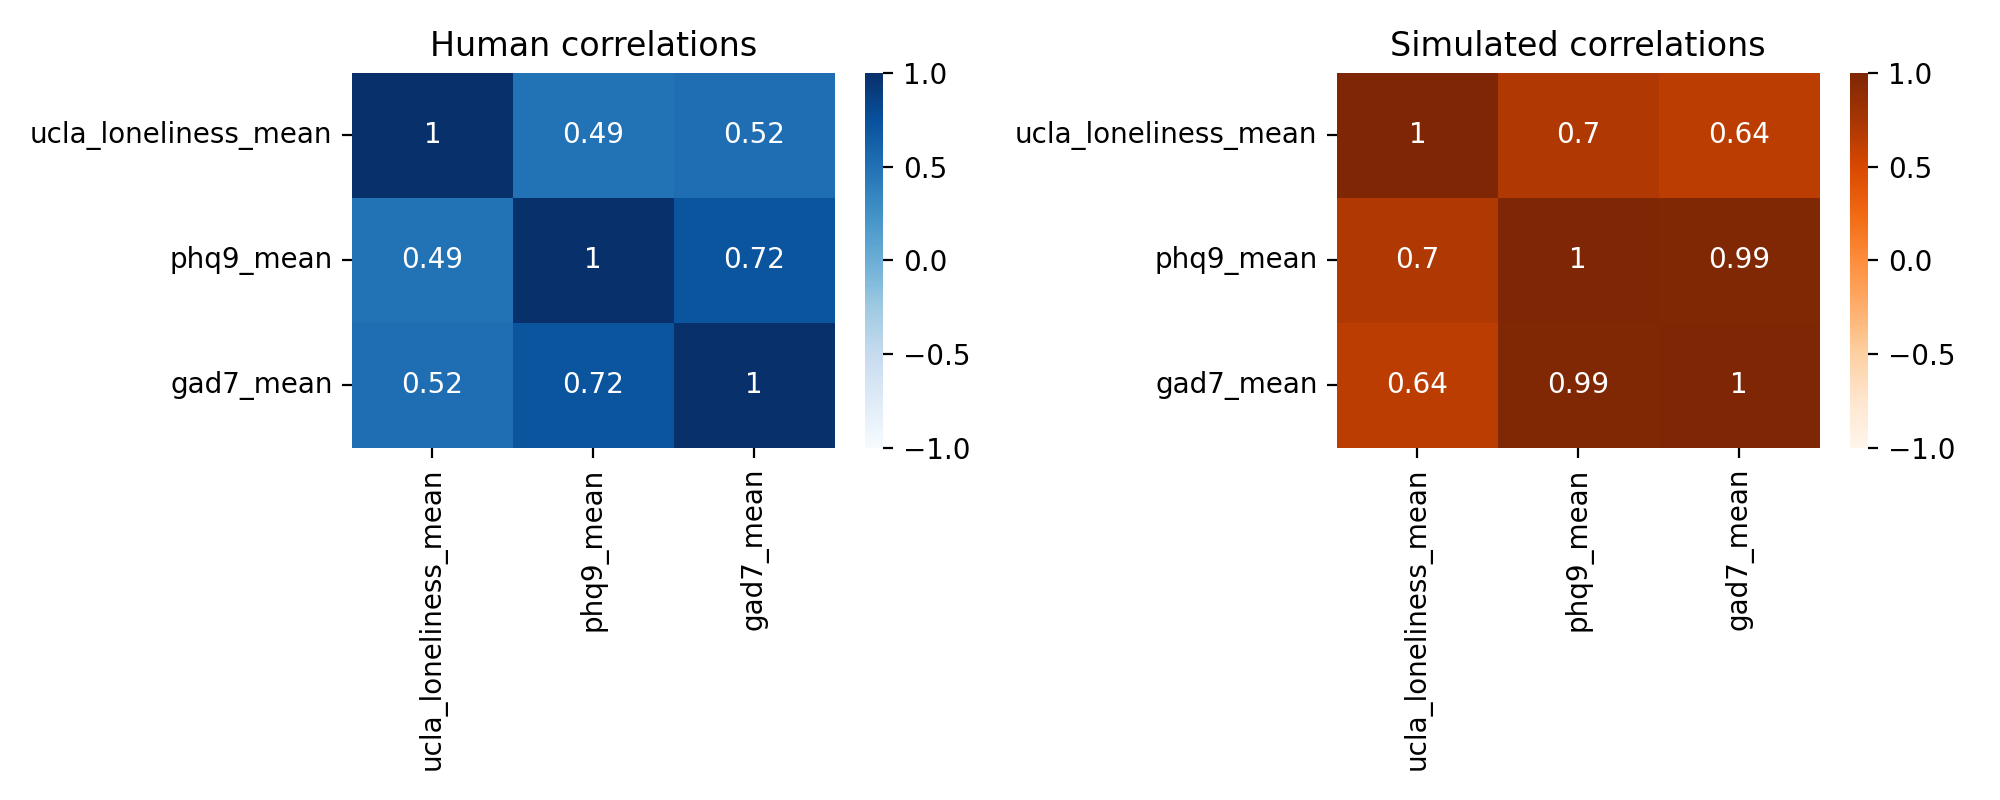 Human correlations
ucla_loneliness_mean
phq9_mean
gad7_mean
1 0.49 0.52
0.49 1 0.72
0.52 0.72 1
ucla_loneliness_mean
phq9_mean
gad7_mean
1.0
0.5
0.0
−0.5
−1.0
Simulated correlations
ucla_loneliness_mean
phq9_mean
gad7_mean
1 0.7 0.64
0.7 1 0.99
0.64 0.99 1
ucla_loneliness_mean
phq9_mean
gad7_mean
1.0
0.5
0.0
−0.5
−1.0